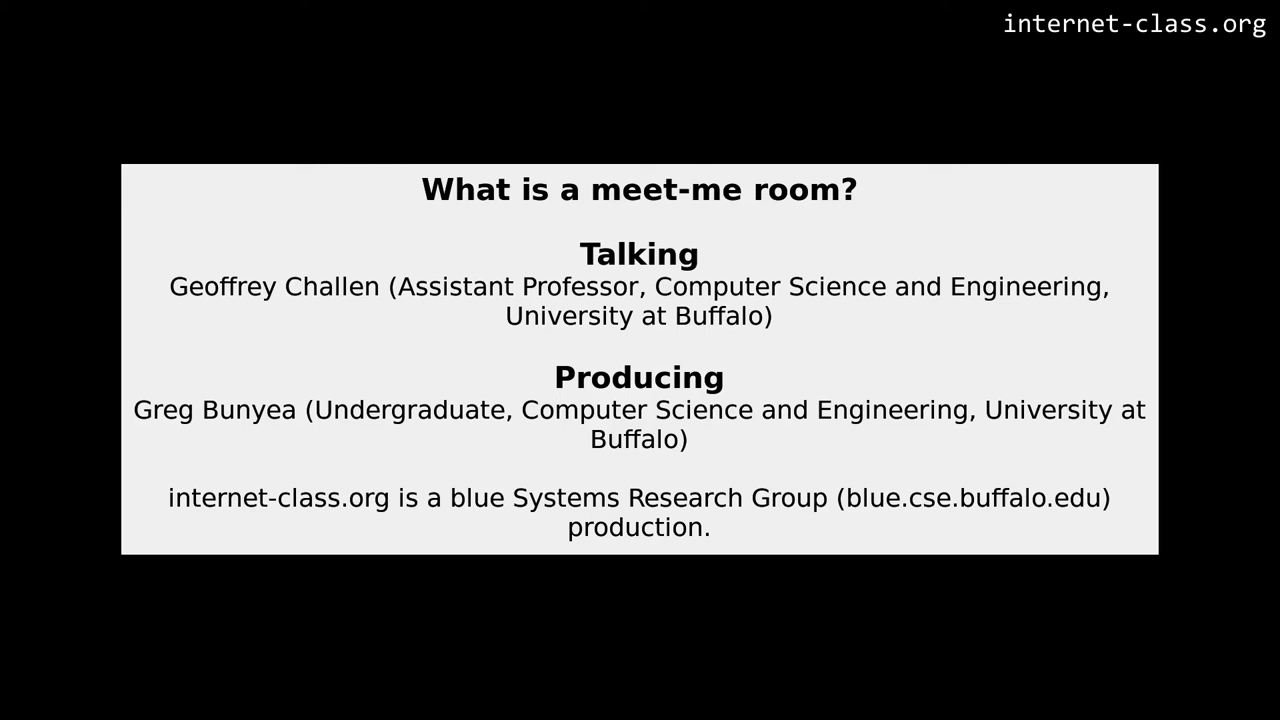 internet-class.org
What is a meet-me room?
Talking
Geoffrey Challen (Assistant Professor, Computer Science and Engineering,
University at Buffalo)
Producing
Greg Bunyea (Undergraduate, Computer Science and Engineering, University at
Buffalo)
internet-class.org is a blue Systems Research Group (blue.cse.buffalo.edu)
production.